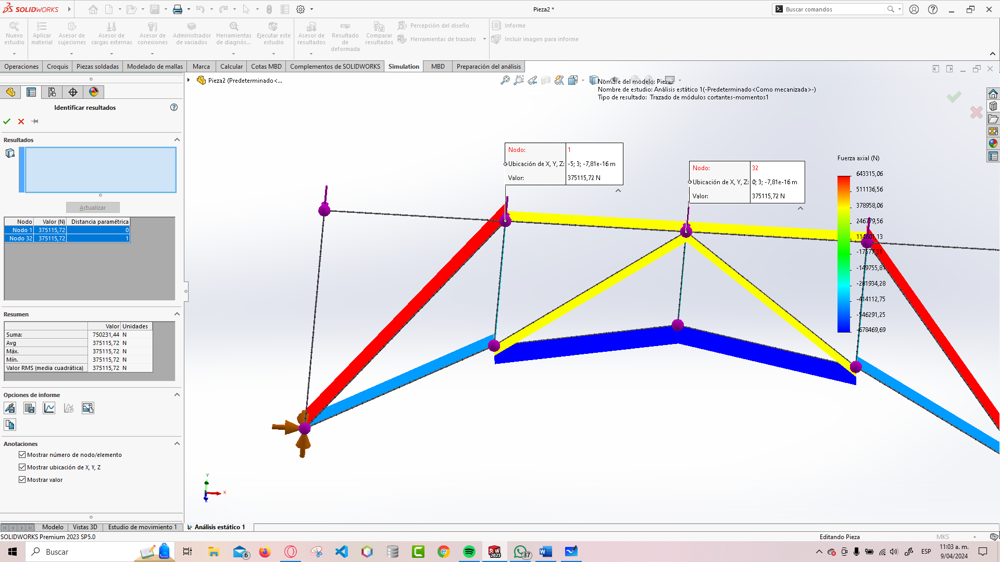 SOLIDWORKS
Pieza2 *
Buscar comandos
Nuevo estudio
Aplicar material
Asesor de sujeciones
Asesor de cargas externas
Asesor de conexiones
Administrador de vaciados
Herramientas de diagnós...
Ejecutar este estudio
Asesor de resultados
Resultado de deformada
Comparar resultados
Percepción del diseño
Herramientas de trazado
Informe
Incluir imagen para informe
Operaciones
Croquis
Piezas soldadas
Modelado de mallas
Marca
Calcular
Cotas MBD
Complementos de SOLIDWORKS
Simulation
MBD
Preparación del análisis
Pieza2 (Predeterminado<...
Nombre del modelo: Pieza2
Nombre de estudio: Análisis estático 1(-Predeterminado<Como mecanizada>-)
Tipo de resultado: Trazado de módulos cortantes-momentos1
Identificar resultados
Resultados
Actualizar
Nodo Valor (N) Distancia paramétrica
Nodo 1 375115,72 0
Nodo 32 375115,72 1
Resumen
Valor Unidades
Suma: 750231,44 N
Avg 375115,72 N
Máx. 375115,72 N
Mín. 375115,72 N
Valor RMS (media cuadrática) 375115,72 N
Opciones de informe
Anotaciones
Mostrar número de nodo/elemento
Mostrar ubicación de X, Y, Z
Mostrar valor
Nodo: 1
Ubicación de X, Y, Z: -5; 3; -7,81e-16 m
Valor: 375115,72 N
Nodo: 32
Ubicación de X, Y, Z: 0; 3; -7,81e-16 m
Valor: 375115,72 N
Fuerza axial (N)
643315,06
511136,56
378958,06
246779,56
114601,13
-17577,31
-149755,81
-281934,28
-414112,75
-546291,25
-678469,69
Y
X
Z
Modelo
Vistas 3D
Estudio de movimiento 1
Análisis estático 1
SOLIDWORKS Premium 2023 SP5.0
Editando Pieza
MKS
Buscar
6
SW
2023
37
ESP
11:03 a. m.
9/04/2024